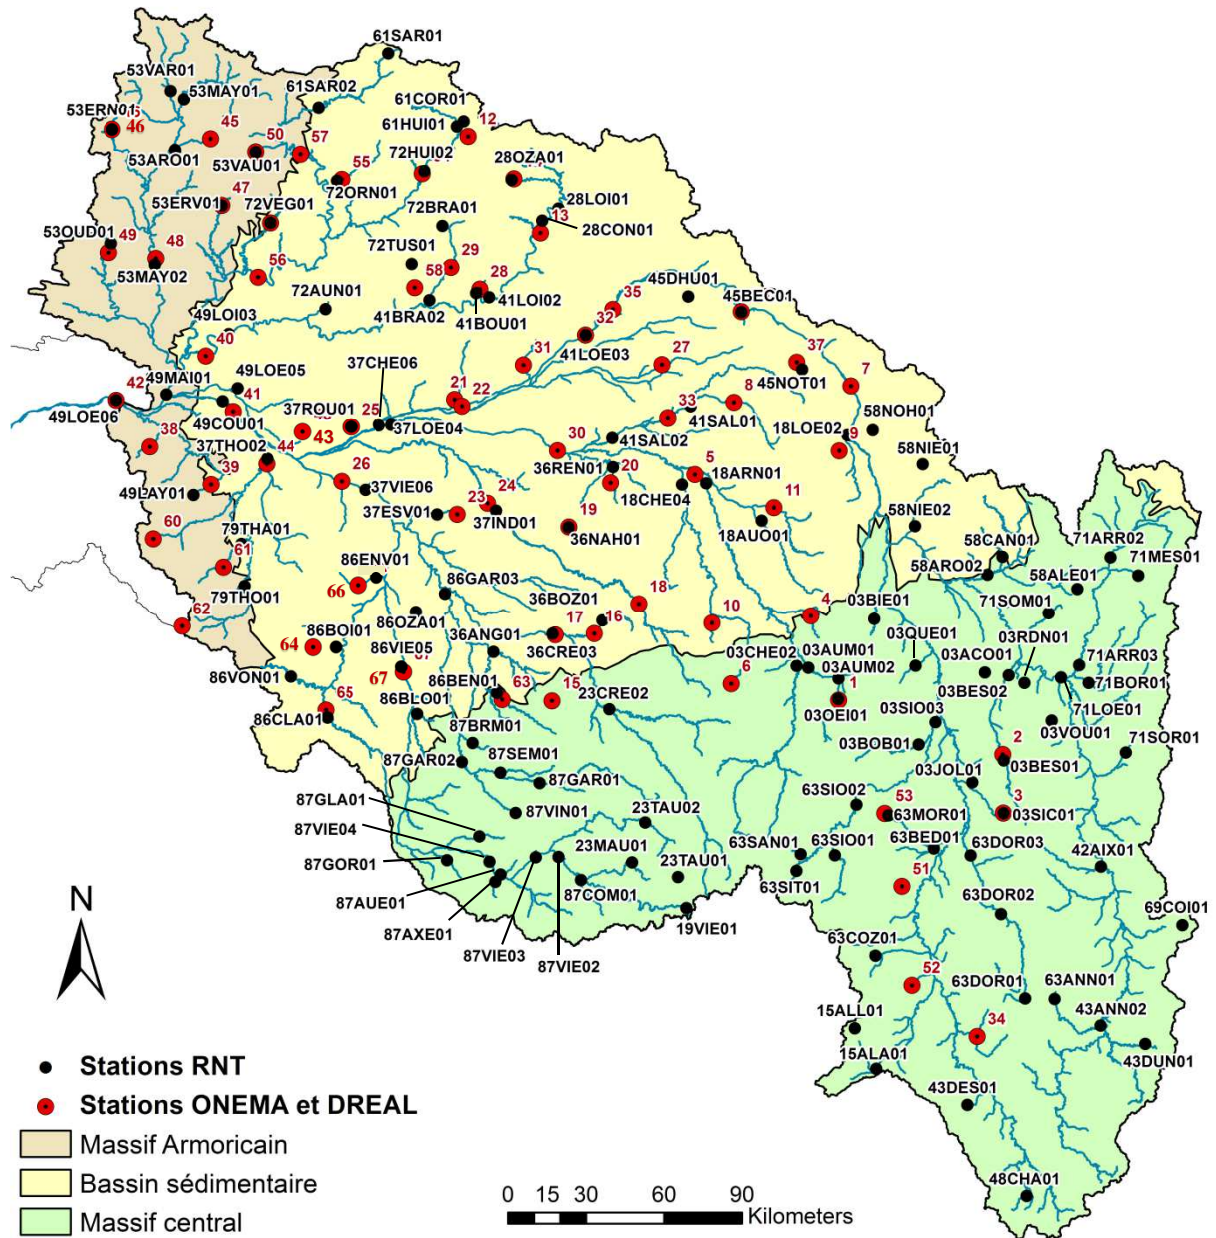 61SAR01
53VAR01
53MAY01
61SAR02
61COR01
53ERN01
46
45
50
57
61HUI01
12
53ARO01
53VAU01
72HUI02
28OZA01
55
72ORN01
53ERV01
47
72VEG01
72BRA01
28LOI01
13
28CON01
53OUD01
49
48
53MAY02
72TUS01
29
56
58
28
45DHU01
35
45BEC01
72AUN01
41BRA02
41LOI02
41BOU01
49LOI03
40
32
41LOE03
37CHE06
31
27
37
45NOT01
7
49LOE05
49MAI01
42
41
49LOE06
49COU01
37ROU01
25
21
22
8
33
41SAL01
58NOH01
38
43
37LOE04
18LOE02
9
37THO02
44
41SAL02
30
58NIE01
39
26
36REN01
20
5
18ARN01
49LAY01
37VIE06
24
23
37IND01
18CHE04
11
37ESV01
19
36NAH01
18AUO01
58NIE02
60
79THA01
61
86ENV01
58CAN01
71ARR02
71MES01
66
86GAR03
58ARO02
58ALE01
79THO01
36BOZ01
18
4
71SOM01
62
86OZA01
17
16
10
03BIE01
64
86BOI01
36ANG01
36CRE03
03QUE01
03RDN01
86VIE05
03CHE02
03AUM01
03AUM02
03ACO01
71ARR03
86VON01
67
86BEN01
63
15
6
1
03BES02
71BOR01
65
86BLO01
23CRE02
03OEI01
03SIO03
71LOE01
86CLA01
03VOU01
87BRM01
03BOB01
2
71SOR01
87GAR02
87SEM01
03BES01
87GAR01
03JOL01
87GLA01
63SIO02
53
3
87VIN01
23TAU02
63MOR01
03SIC01
87VIE04
63BED01
87GOR01
23MAU01
63SAN01
63SIO01
63DOR03
42AIX01
23TAU01
87AUE01
87COM01
63SIT01
51
87AXE01
19VIE01
63DOR02
69COI01
87VIE03
87VIE02
63COZ01
52
63DOR01
63ANN01
N
15ALL01
34
43ANN02
15ALA01
43DUN01
43DES01
48CHA01
Stations RNT
Stations ONEMA et DREAL
Massif Armoricain
Bassin sédimentaire
Massif central
0 15 30 60 90
Kilometers